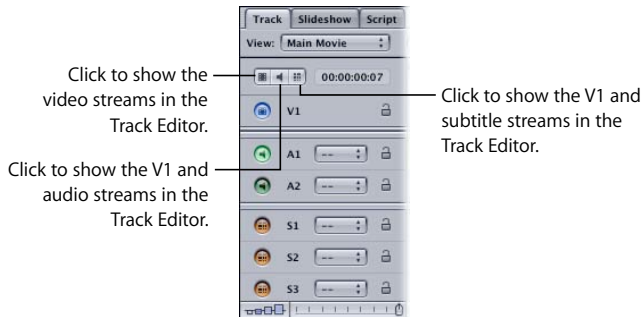 Track Slideshow Script
View: Main Movie
00:00:00:07
V1
A1 --
A2 --
S1 --
S2 --
S3 --
Click to show the
video streams in the
Track Editor.
Click to show the V1 and
audio streams in the
Track Editor.
Click to show the V1 and
subtitle streams in the
Track Editor.